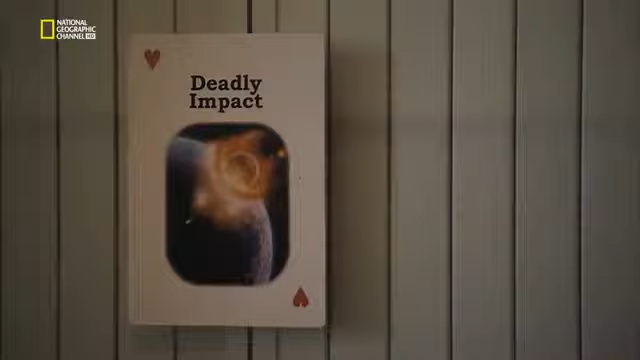 NATIONAL
GEOGRAPHIC
CHANNEL HD
Deadly
Impact